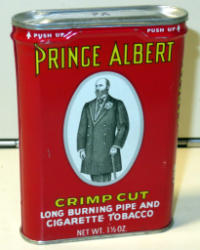 PUSH UP PUSH UP
PRINCE ALBERT
CRIMP CUT
LONG BURNING PIPE AND
CIGARETTE TOBACCO
NET WT. 1½ OZ.